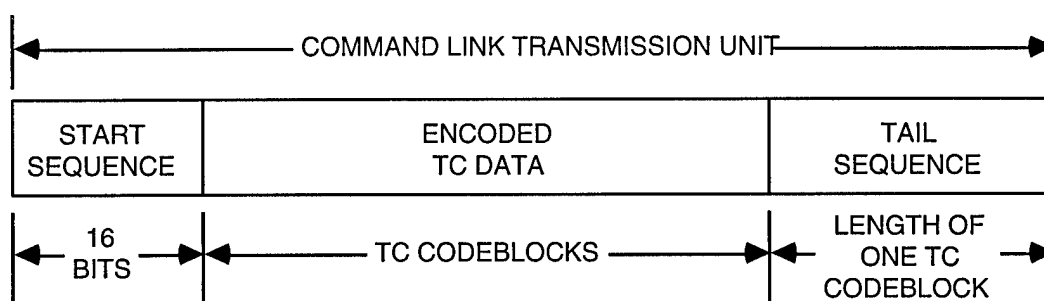 COMMAND LINK TRANSMISSION UNIT
START
SEQUENCE
ENCODED
TC DATA
TAIL
SEQUENCE
16
BITS
TC CODEBLOCKS
LENGTH OF
ONE TC
CODEBLOCK